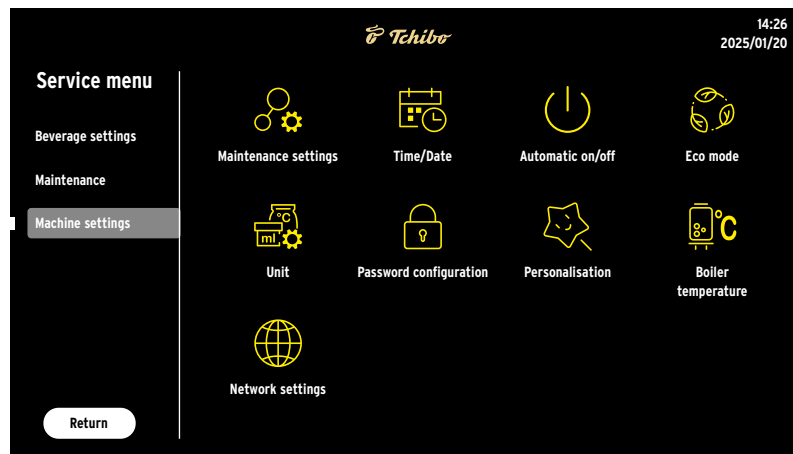 Tchibo
14:26
2025/01/20
Service menu
Beverage settings
Maintenance
Machine settings
Maintenance settings
Time/Date
Automatic on/off
Eco mode
°C
ml
°C
Unit
Password configuration
Personalisation
Boiler
temperature
Network settings
Return